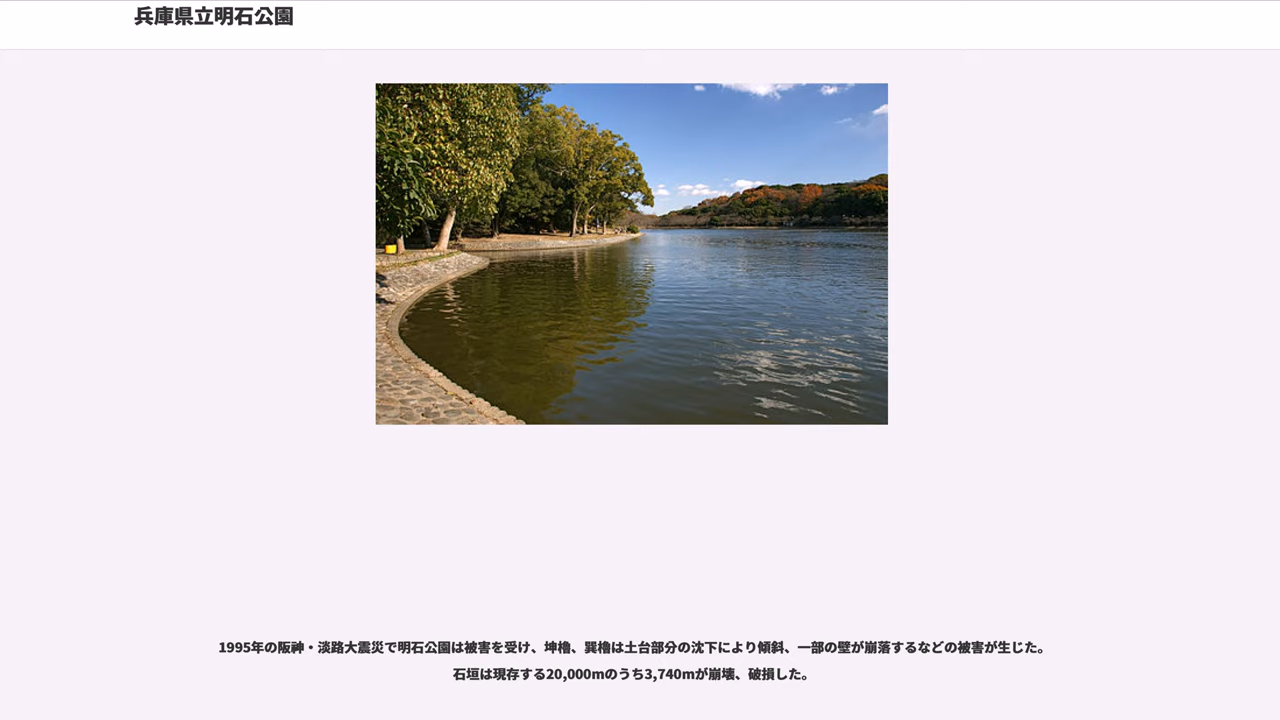 兵庫県立明石公園
1995年の阪神・淡路大震災で明石公園は被害を受け、坤櫓、巽櫓は土台部分の沈下により傾斜、一部の壁が崩落するなどの被害が生じた。
石垣は現存する20,000mのうち3,740mが崩壊、破損した。